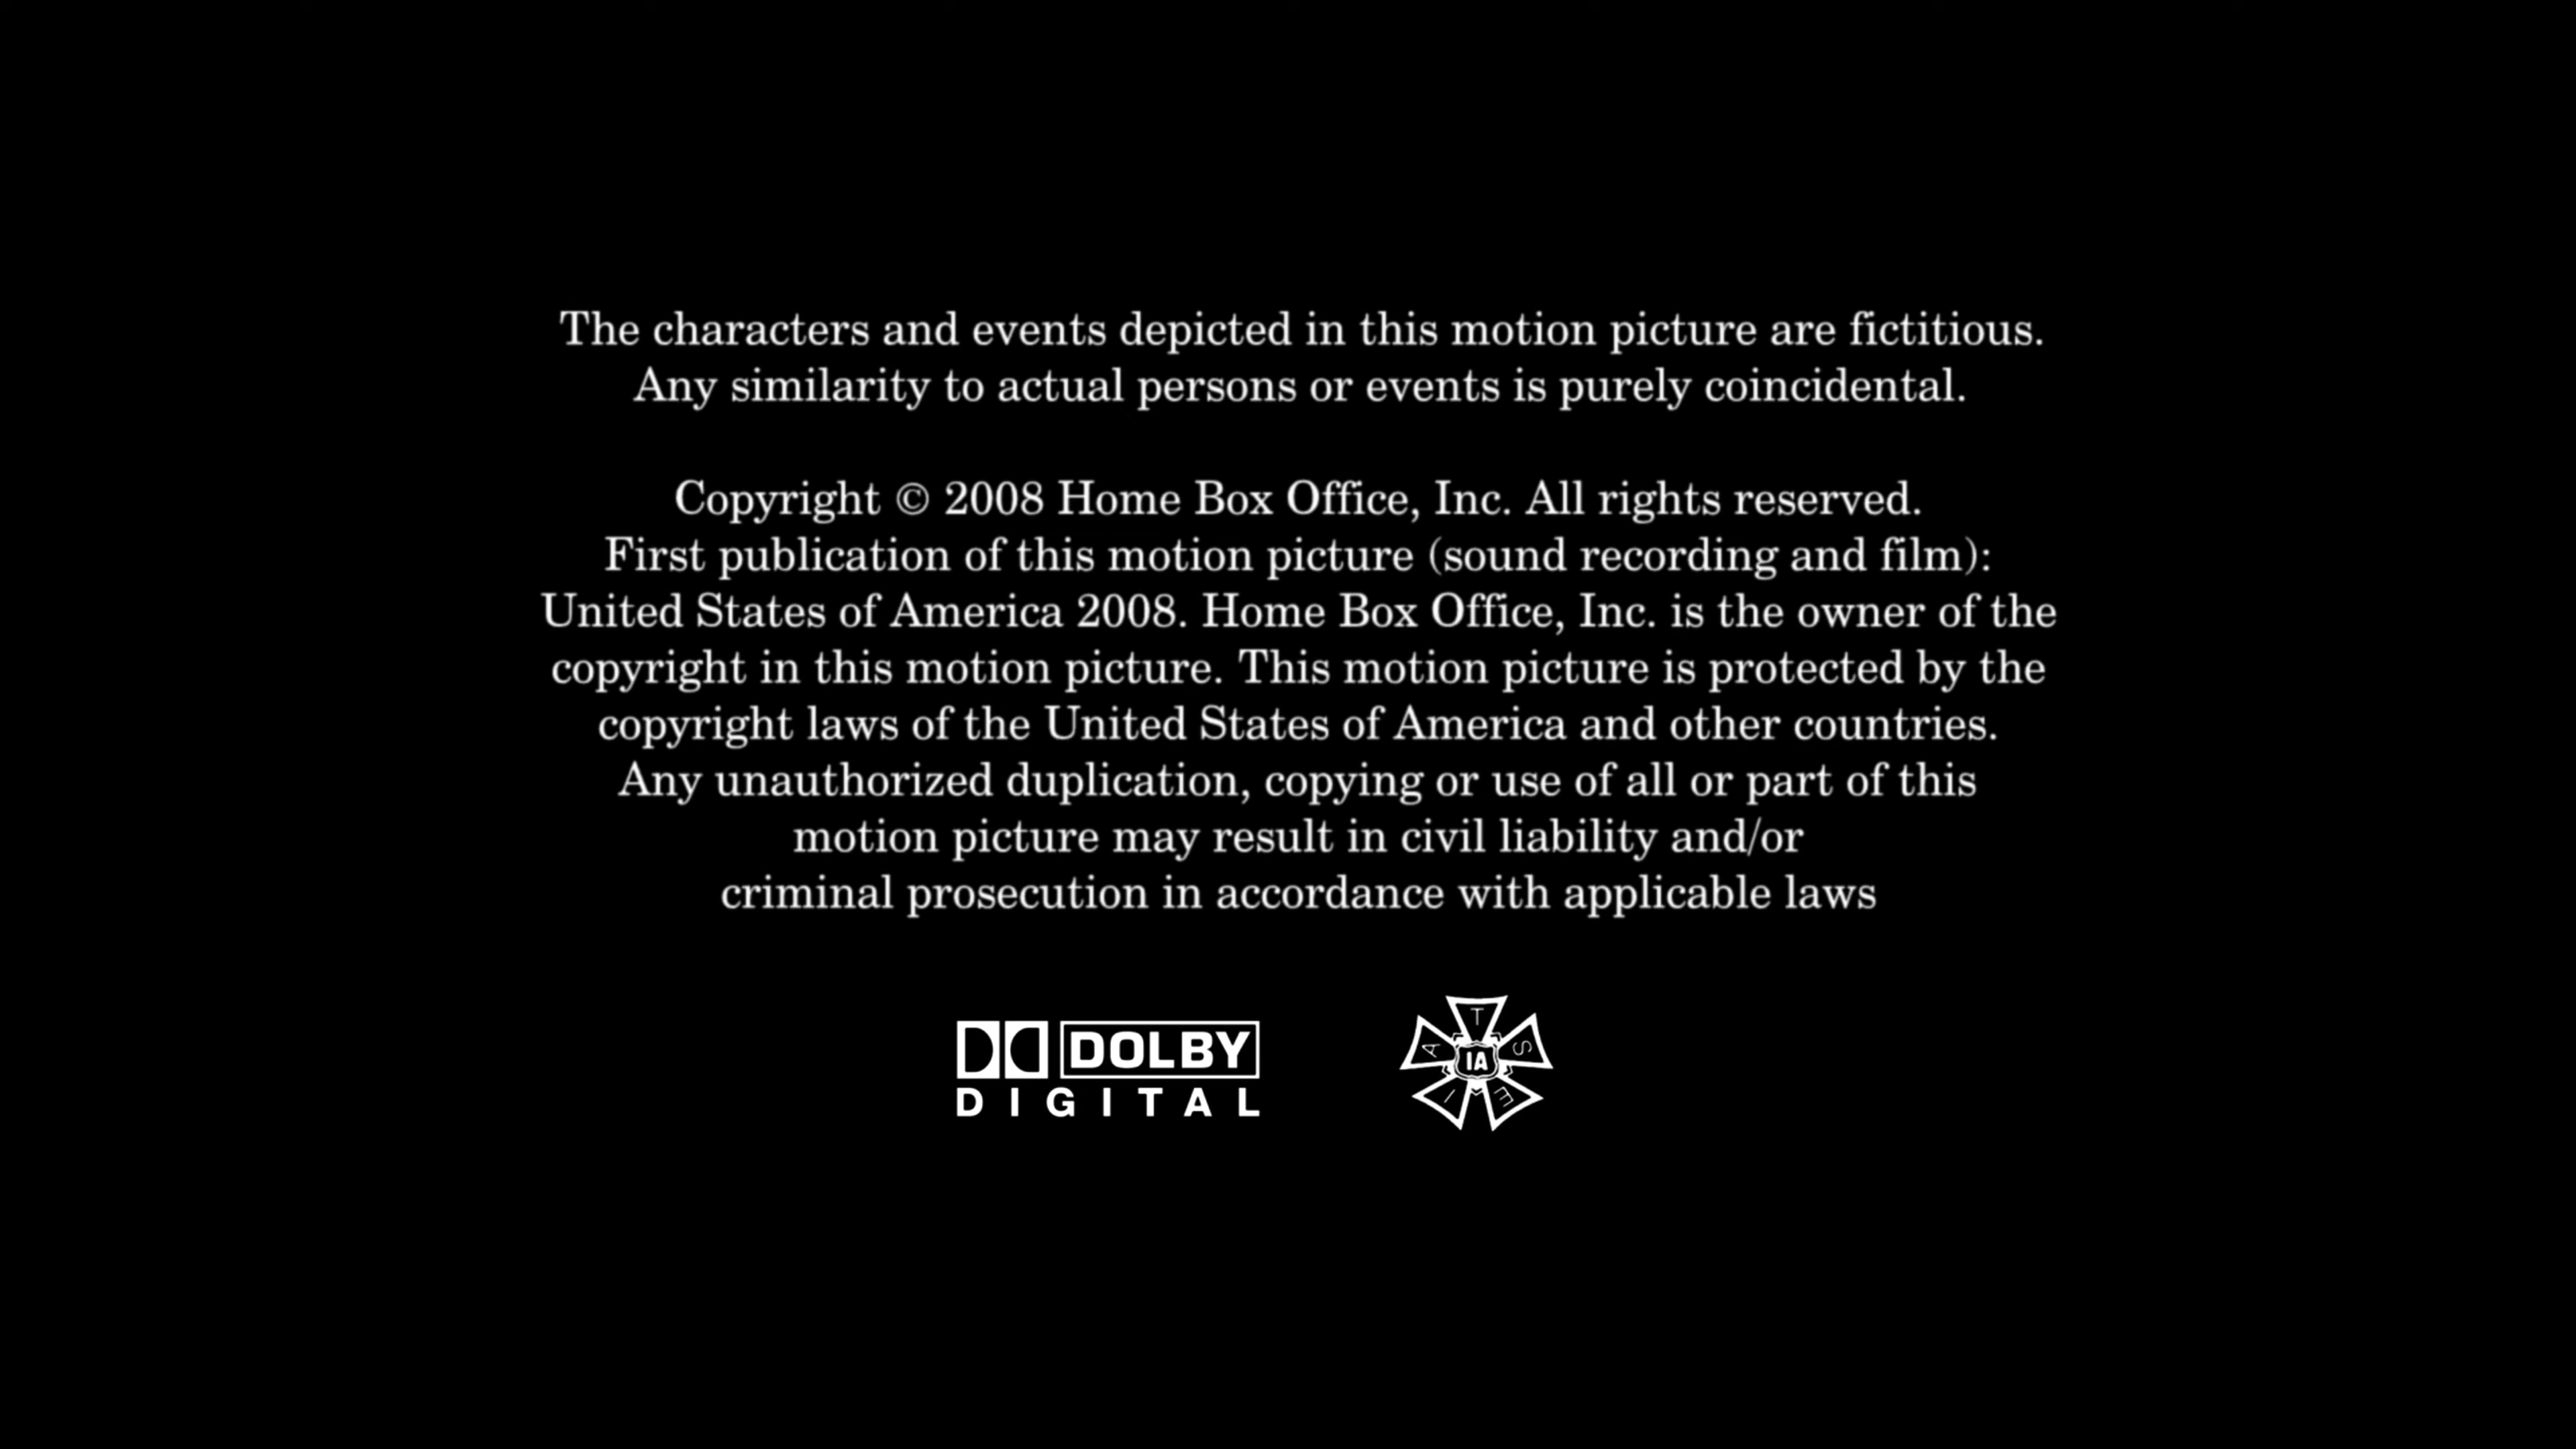 The characters and events depicted in this motion picture are fictitious.
Any similarity to actual persons or events is purely coincidental.
Copyright © 2008 Home Box Office, Inc. All rights reserved.
First publication of this motion picture (sound recording and film):
United States of America 2008. Home Box Office, Inc. is the owner of the
copyright in this motion picture. This motion picture is protected by the
copyright laws of the United States of America and other countries.
Any unauthorized duplication, copying or use of all or part of this
motion picture may result in civil liability and/or
criminal prosecution in accordance with applicable laws
DOLBY
DIGITAL
I A T S E
IA